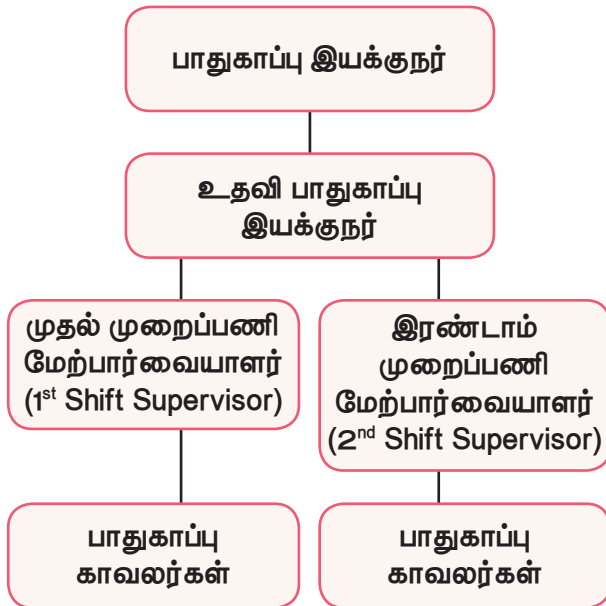 பாதுகாப்பு இயக்குநர்
உதவி பாதுகாப்பு
இயக்குநர்
முதல் முறைப்பணி
மேற்பார்வையாளர்
(1st Shift Supervisor)
இரண்டாம்
முறைப்பணி
மேற்பார்வையாளர்
(2nd Shift Supervisor)
பாதுகாப்பு
காவலர்கள்
பாதுகாப்பு
காவலர்கள்